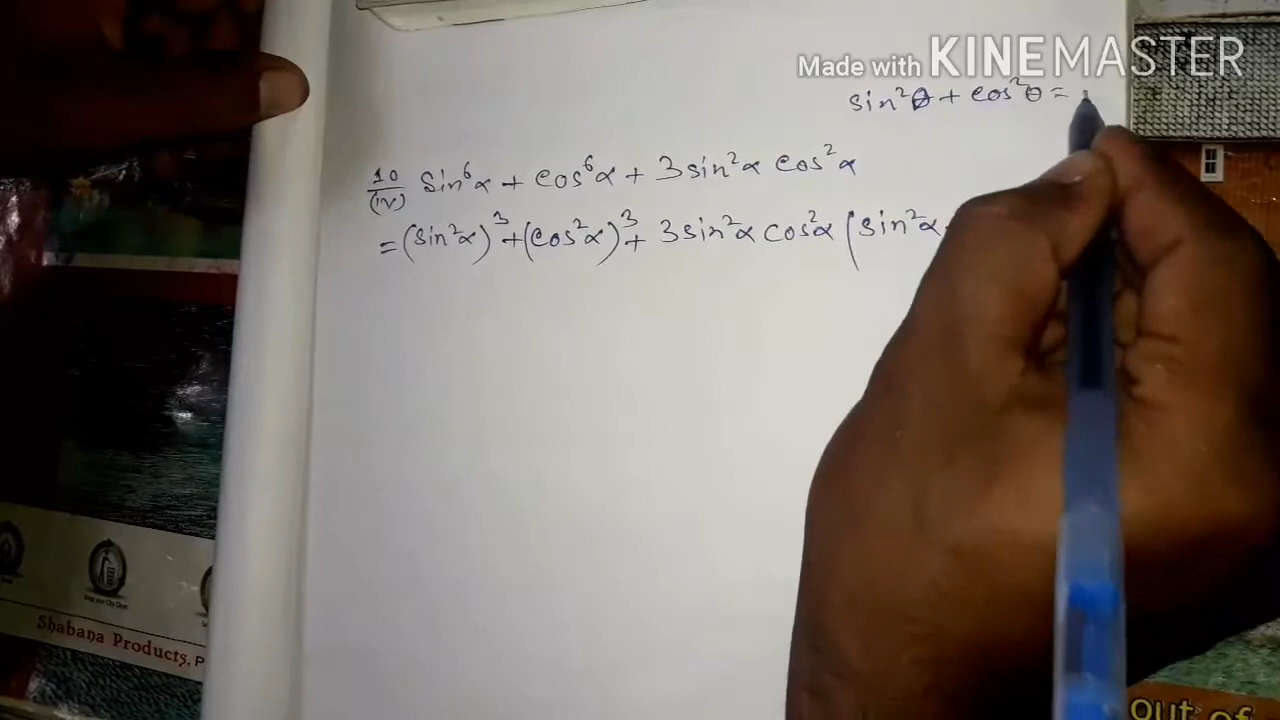 Made with KINEMASTER
sin²θ + cos²θ =
10
(iv) Sin⁶α + cos⁶α + 3sin²α cos²α
= (sin²α)³ + (cos²α)³ + 3sin²α cos²α (sin²α
Shabana Products, P
out of